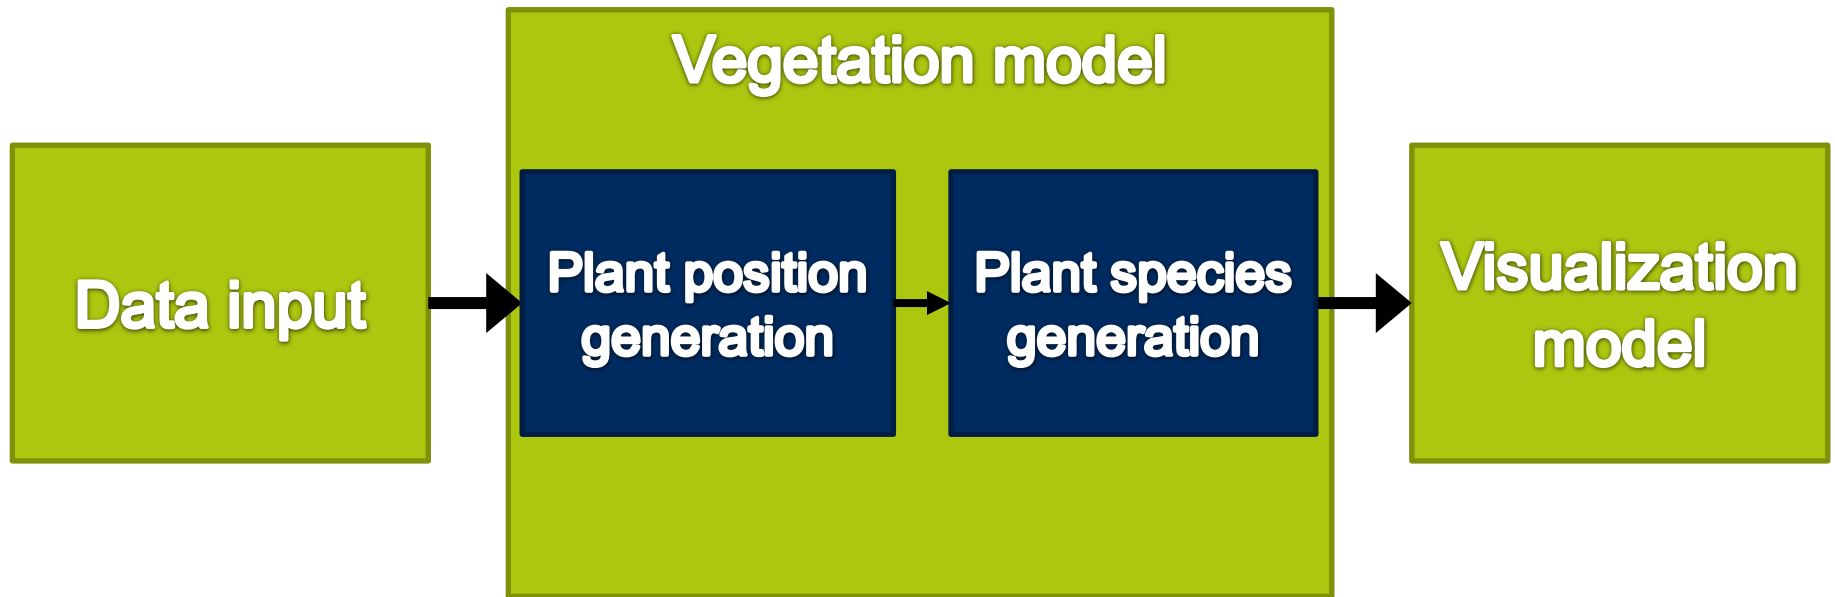 Vegetation model
Data input
Plant position
generation
Plant species
generation
Visualization
model